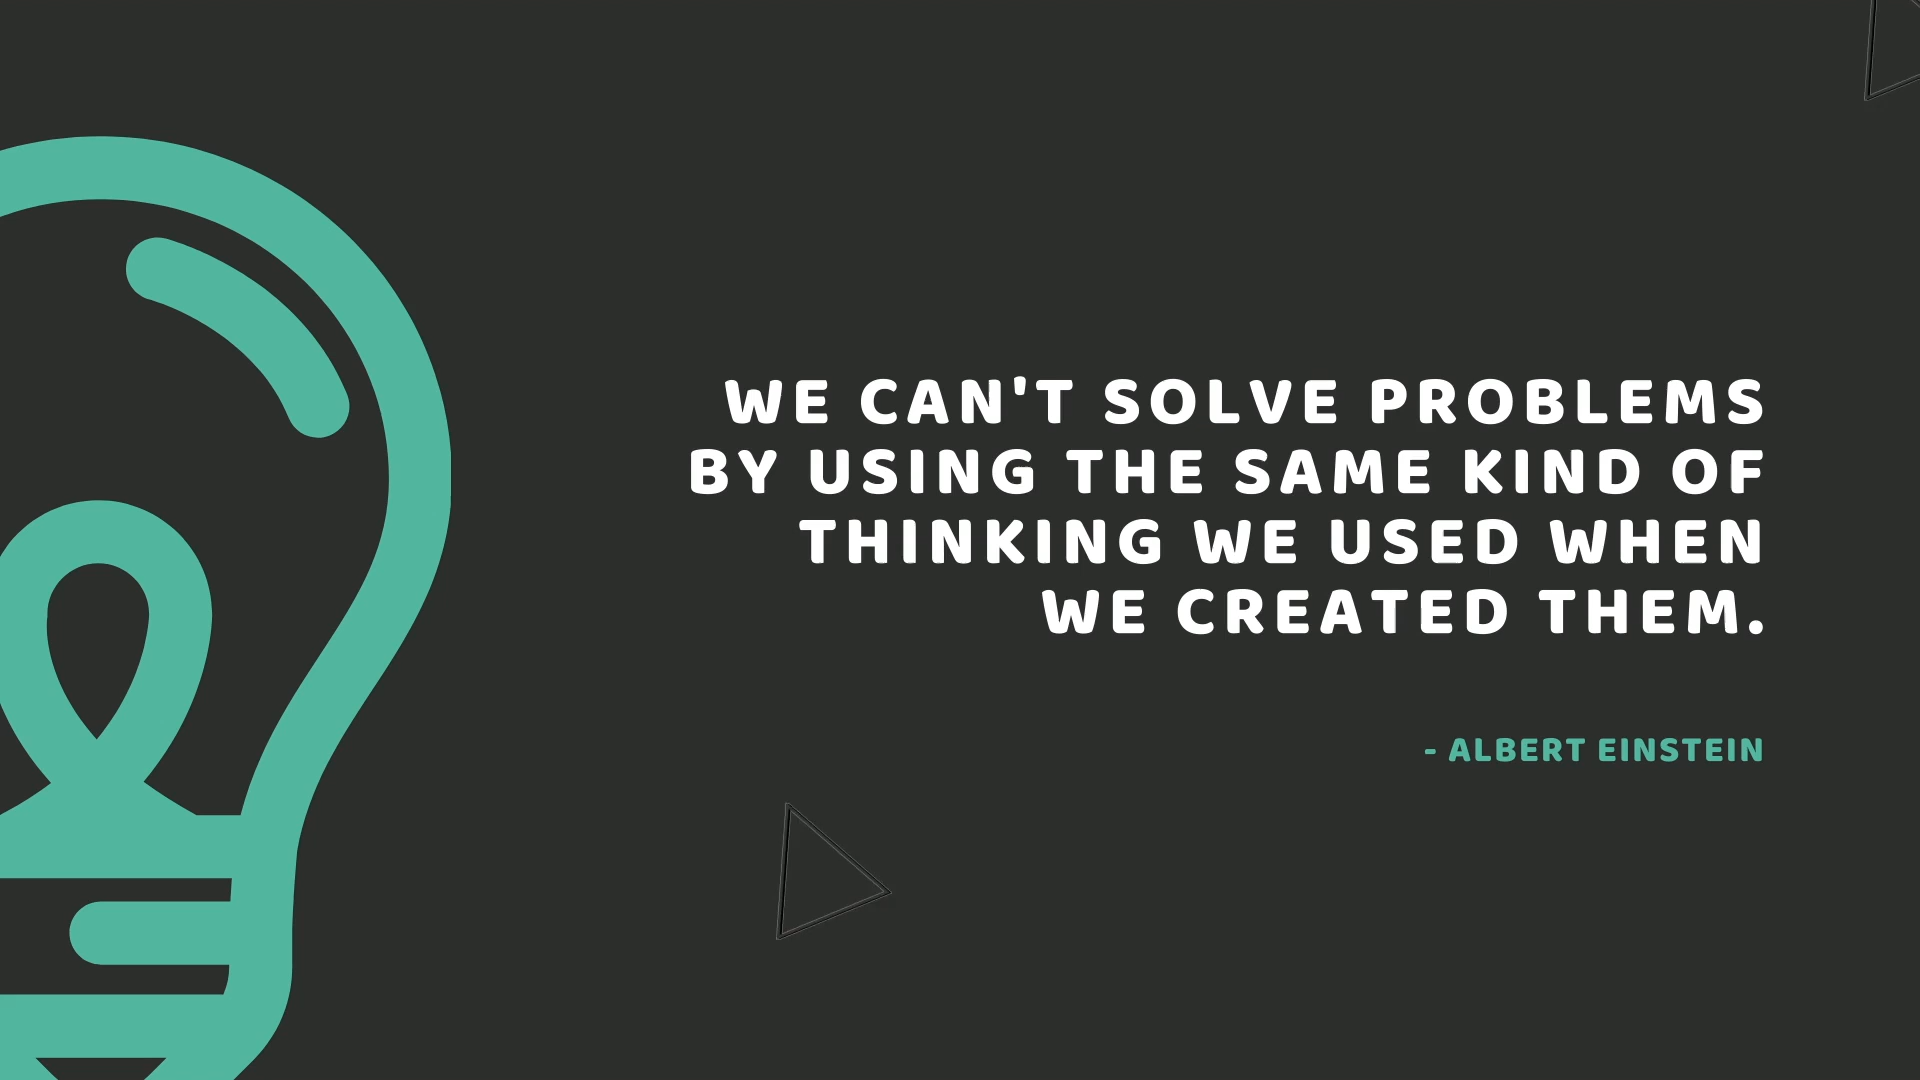 WE CAN'T SOLVE PROBLEMS
BY USING THE SAME KIND OF
THINKING WE USED WHEN
WE CREATED THEM.
- ALBERT EINSTEIN